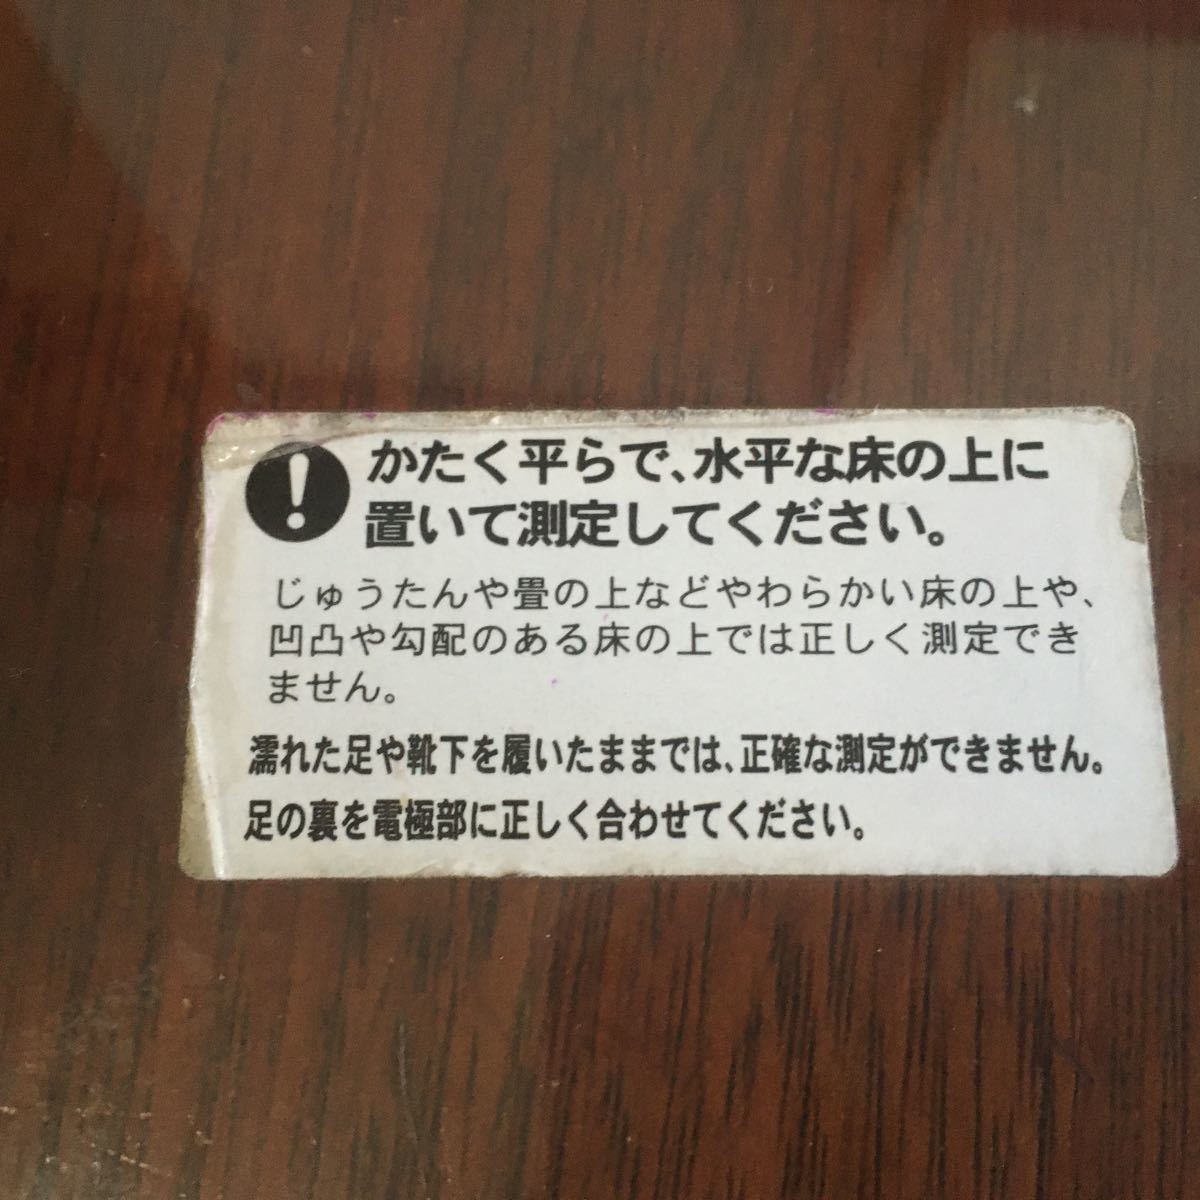 かたく平らで、水平な床の上に
置いて測定してください。
じゅうたんや畳の上などやわらかい床の上や、
凹凸や勾配のある床の上では正しく測定でき
ません。
濡れた足や靴下を履いたままでは、正確な測定ができません。
足の裏を電極部に正しく合わせてください。